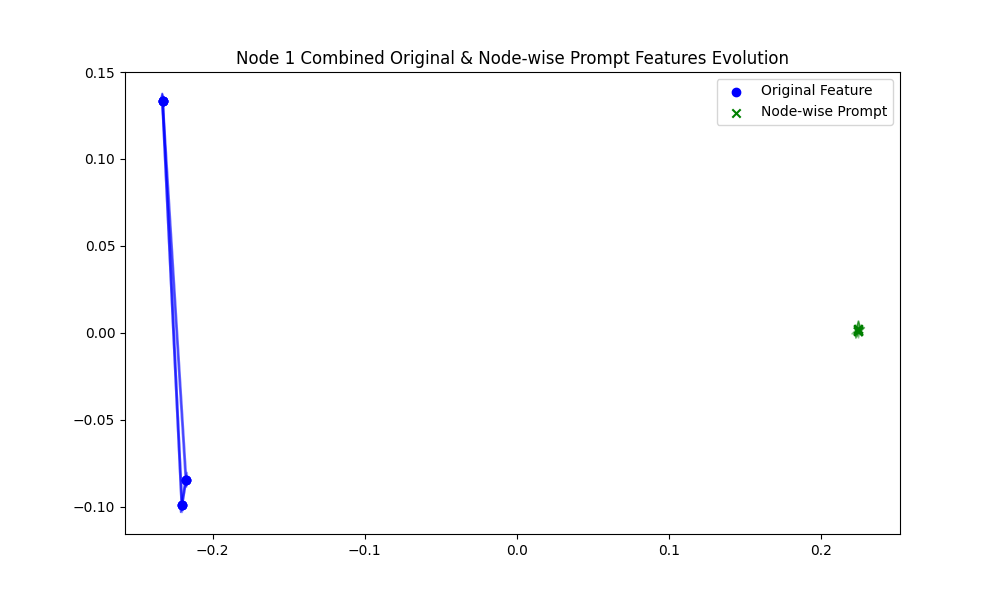 Node 1 Combined Original & Node-wise Prompt Features Evolution
0.15
Original Feature
Node-wise Prompt
0.10
0.05
0.00
−0.05
−0.10
−0.2 −0.1 0.0 0.1 0.2